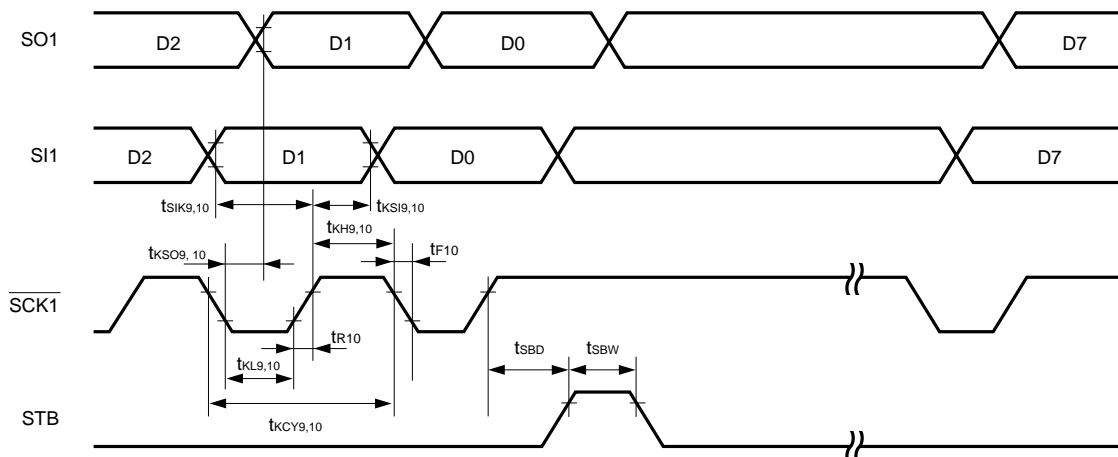 SO1 D2 D1 D0 D7
SI1 D2 D1 D0 D7
tSIK9,10 tKSI9,10
tKH9,10
tKSO9, 10 tF10
SCK1
tR10
tKL9,10 tSBD tSBW
STB
tKCY9,10